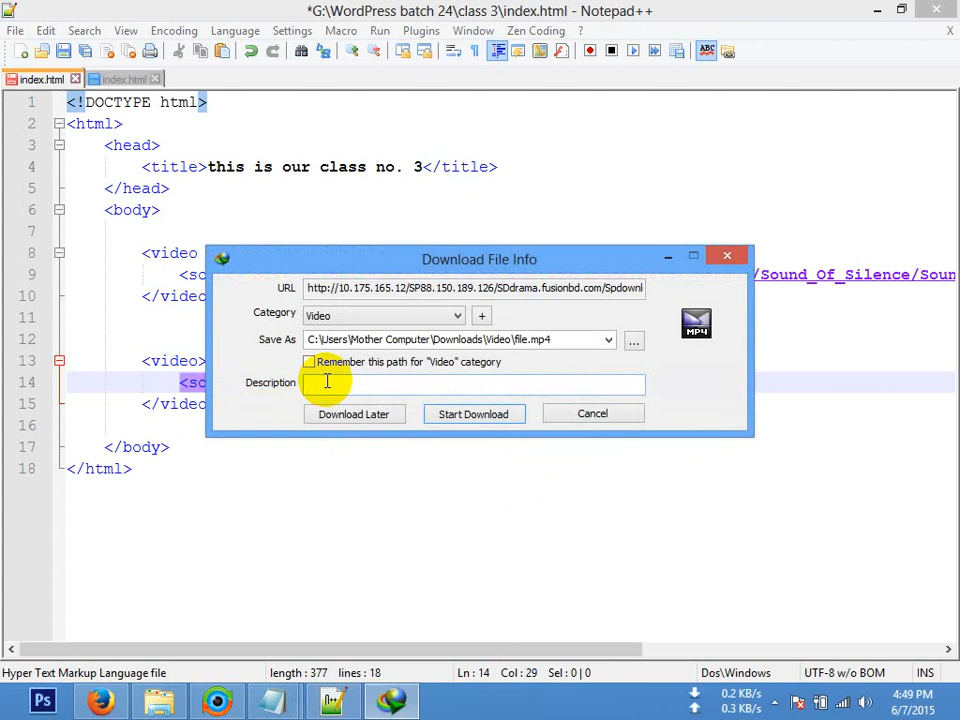 *G:\WordPress batch 24\class 3\index.html - Notepad++
File Edit Search View Encoding Language Settings Macro Run Plugins Window Zen Coding ? X
index.html index.html
1 <!DOCTYPE html>
2 <html>
3 <head>
4 <title>this is our class no. 3</title>
5 </head>
6 <body>
7
8 <video
9 <so /Sound_Of_Silence/Soun
10 </video
11
12
13 <video>
14 <so
15 </video
16
17 </body>
18 </html>
Download File Info
URL http://10.175.165.12/SP88.150.189.126/SDdrama.fusionbd.com/Spdownl
Category Video
Save As C:\Users\Mother Computer\Downloads\Video\file.mp4 ...
MP4
Remember this path for "Video" category
Description
Download Later Start Download Cancel
Hyper Text Markup Language file length : 377 lines : 18 Ln : 14 Col : 29 Sel : 0 | 0 Dos\Windows UTF-8 w/o BOM INS
Ps
0.2 KB/s 4:49 PM
0.3 KB/s 6/7/2015